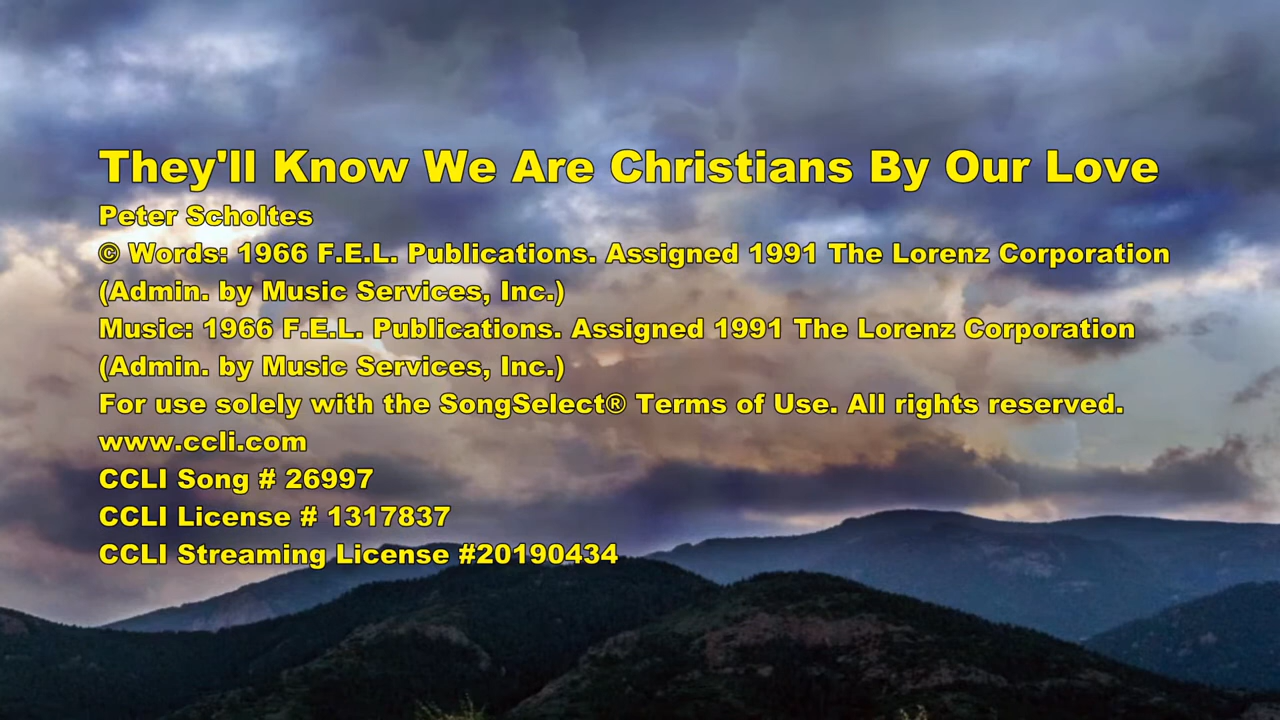 They'll Know We Are Christians By Our Love
Peter Scholtes
© Words: 1966 F.E.L. Publications. Assigned 1991 The Lorenz Corporation
(Admin. by Music Services, Inc.)
Music: 1966 F.E.L. Publications. Assigned 1991 The Lorenz Corporation
(Admin. by Music Services, Inc.)
For use solely with the SongSelect® Terms of Use. All rights reserved.
www.ccli.com
CCLI Song # 26997
CCLI License # 1317837
CCLI Streaming License #20190434